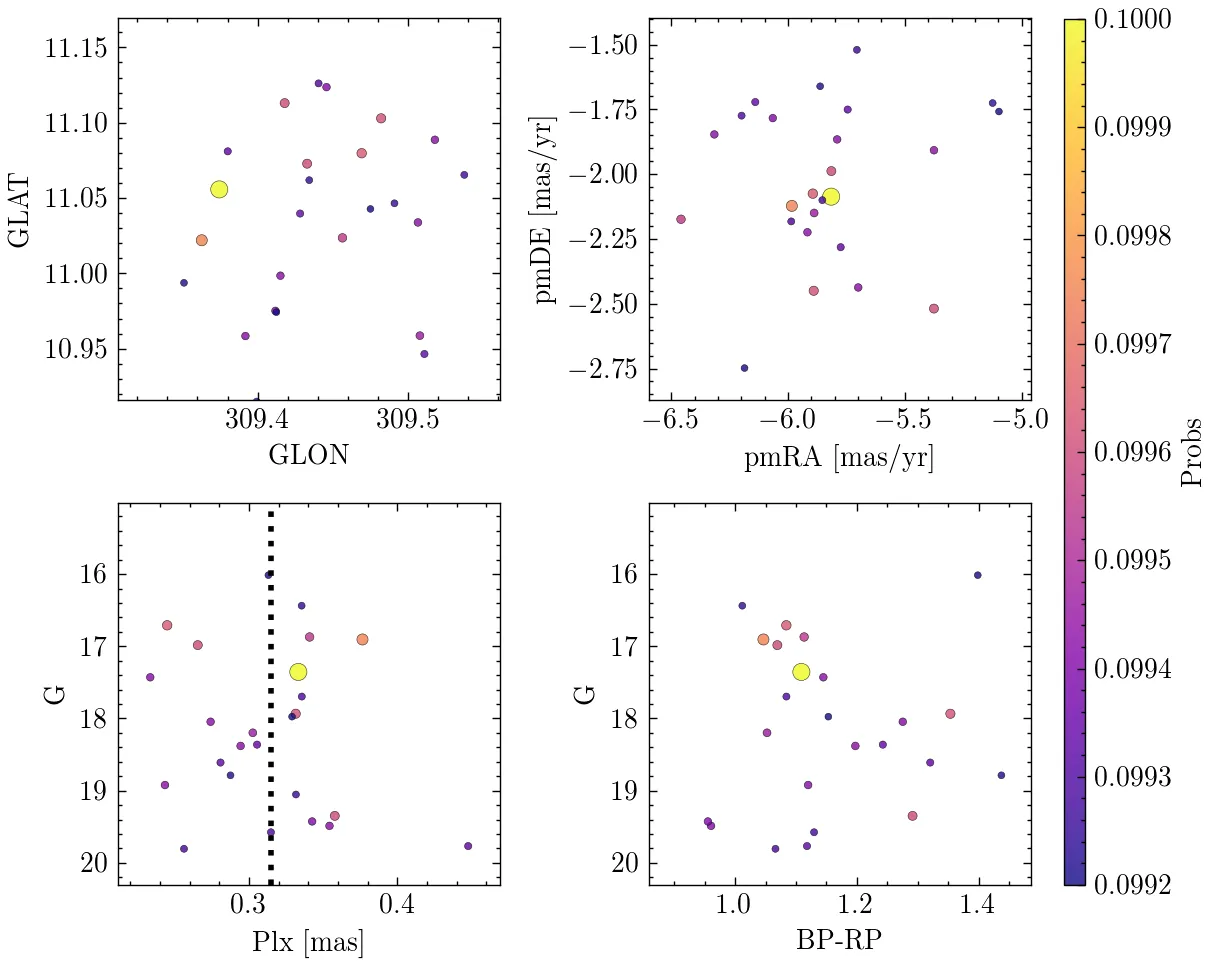 11.15
11.10
11.05
11.00
10.95
GLAT
309.4 309.5
GLON
−1.50
−1.75
−2.00
−2.25
−2.50
−2.75
pmDE [mas/yr]
−6.5 −6.0 −5.5 −5.0
pmRA [mas/yr]
16
17
18
19
20
G
0.3 0.4
Plx [mas]
16
17
18
19
20
G
1.0 1.2 1.4
BP-RP
0.1000
0.0999
0.0998
0.0997
0.0996
0.0995
0.0994
0.0993
0.0992
Probs